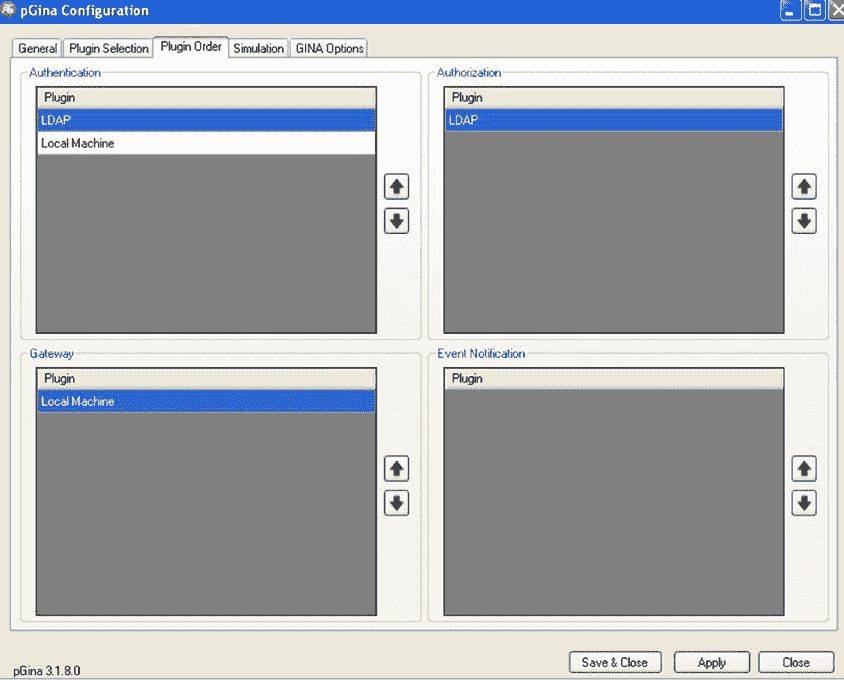 pGina Configuration
General Plugin Selection Plugin Order Simulation GINA Options
Authentication
Plugin
LDAP
Local Machine
Authorization
Plugin
LDAP
Gateway
Plugin
Local Machine
Event Notification
Plugin
pGina 3.1.8.0
Save & Close Apply Close